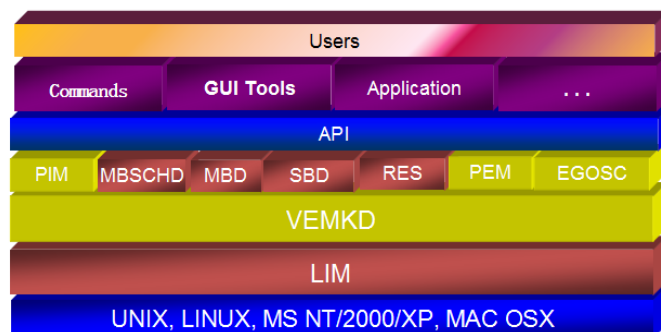 Users
Commands GUI Tools Application ...
API
PIM MBSCHD MBD SBD RES PEM EGOSC
VEMKD
LIM
UNIX, LINUX, MS NT/2000/XP, MAC OSX